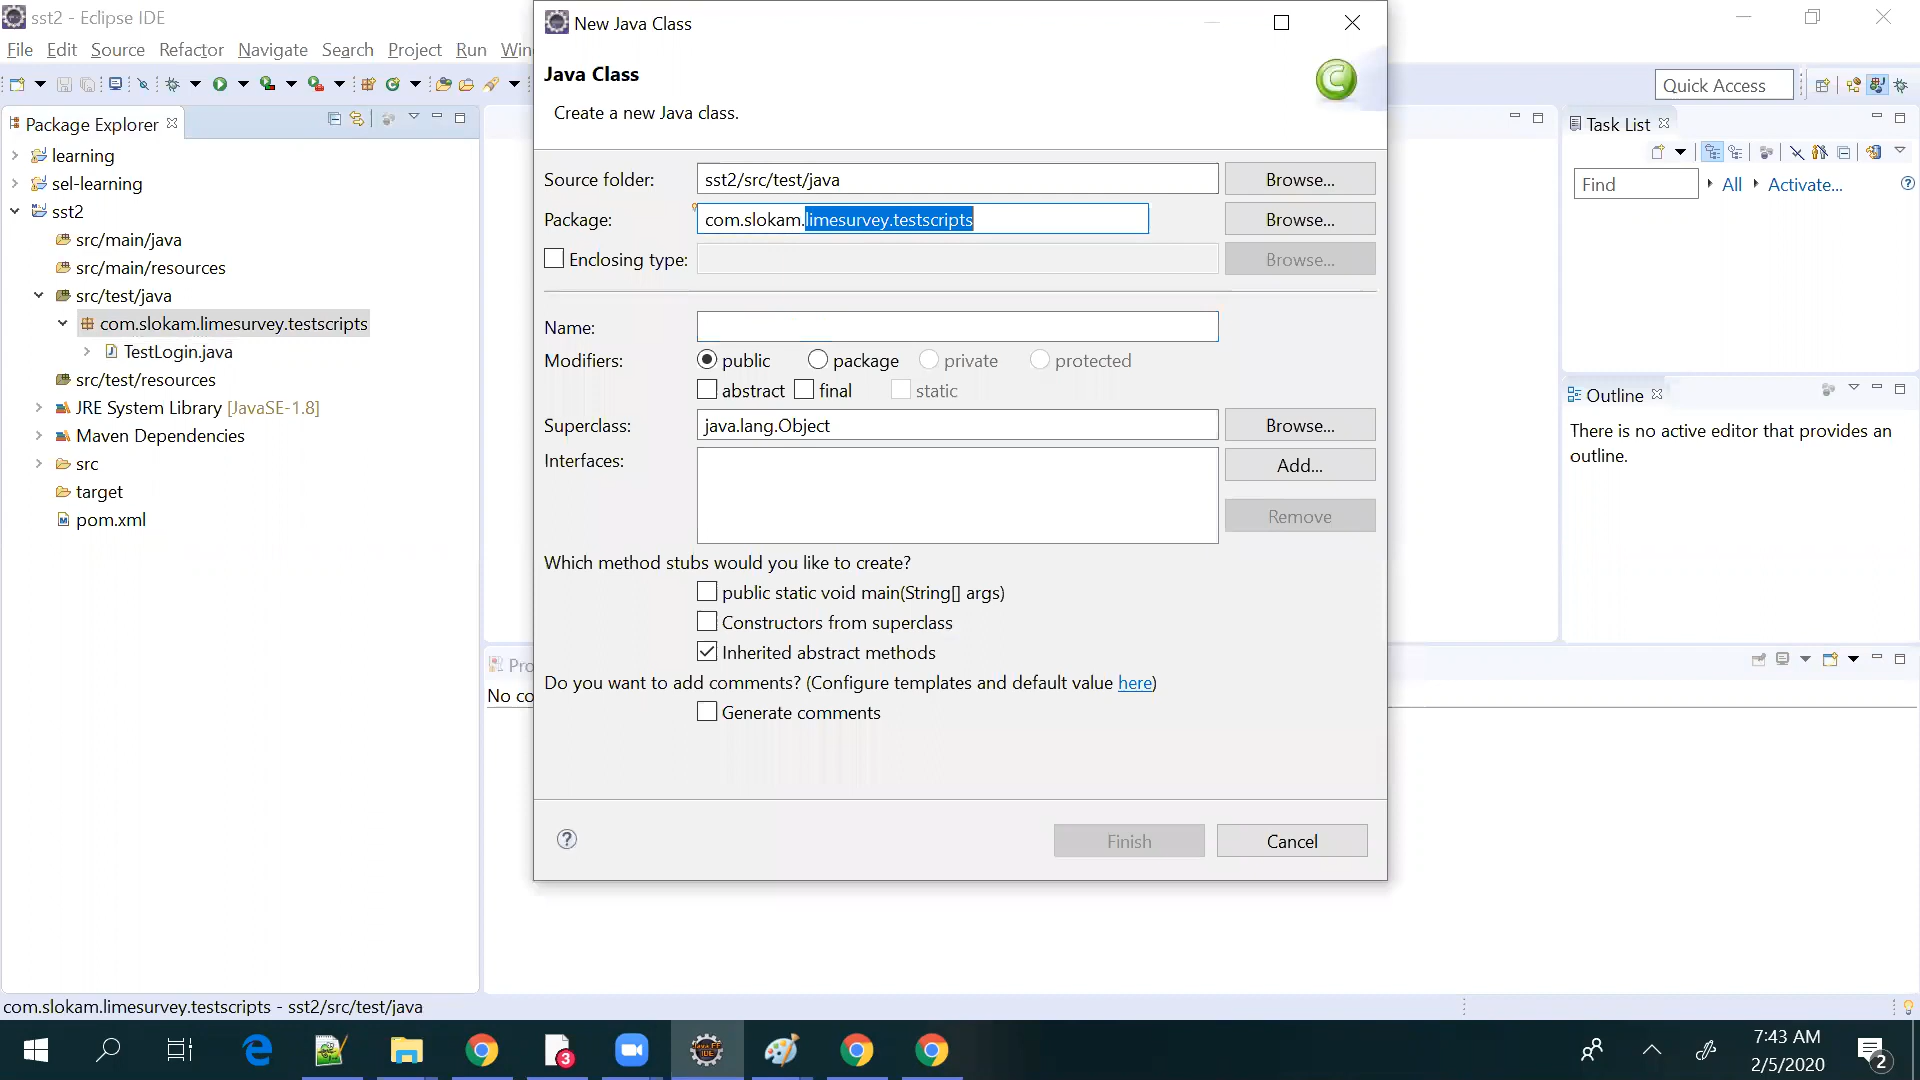 sst2 - Eclipse IDE
File Edit Source Refactor Navigate Search Project Run
Quick Access
Package Explorer
learning
sel-learning
sst2
src/main/java
src/main/resources
src/test/java
com.slokam.limesurvey.testscripts
TestLogin.java
src/test/resources
JRE System Library [JavaSE-1.8]
Maven Dependencies
src
target
pom.xml
com.slokam.limesurvey.testscripts - sst2/src/test/java
New Java Class
Java Class
Create a new Java class.
Source folder: sst2/src/test/java Browse...
Package: com.slokam.limesurvey.testscripts Browse...
Enclosing type: Browse...
Name:
Modifiers: public package private protected
abstract final static
Superclass: java.lang.Object Browse...
Interfaces: Add...
Remove
Which method stubs would you like to create?
public static void main(String[] args)
Constructors from superclass
Inherited abstract methods
Do you want to add comments? (Configure templates and default value here)
Generate comments
Finish Cancel
Task List
Find All Activate...
Outline
There is no active editor that provides an
outline.
No co
7:43 AM
2/5/2020
3
2